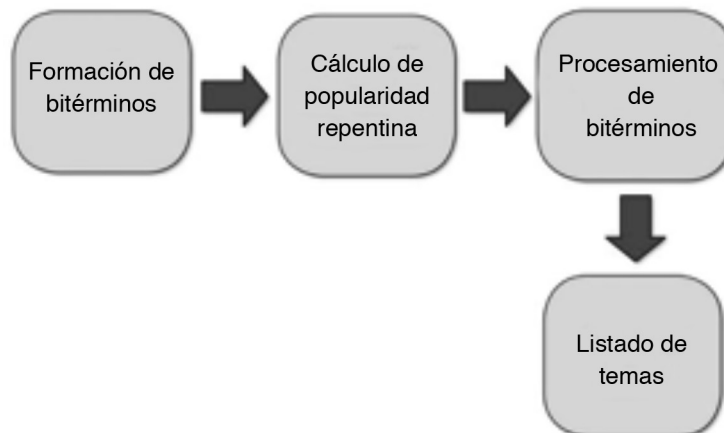 Formación de
bitérminos
Cálculo de
popularidad
repentina
Procesamiento
de
bitérminos
Listado de
temas